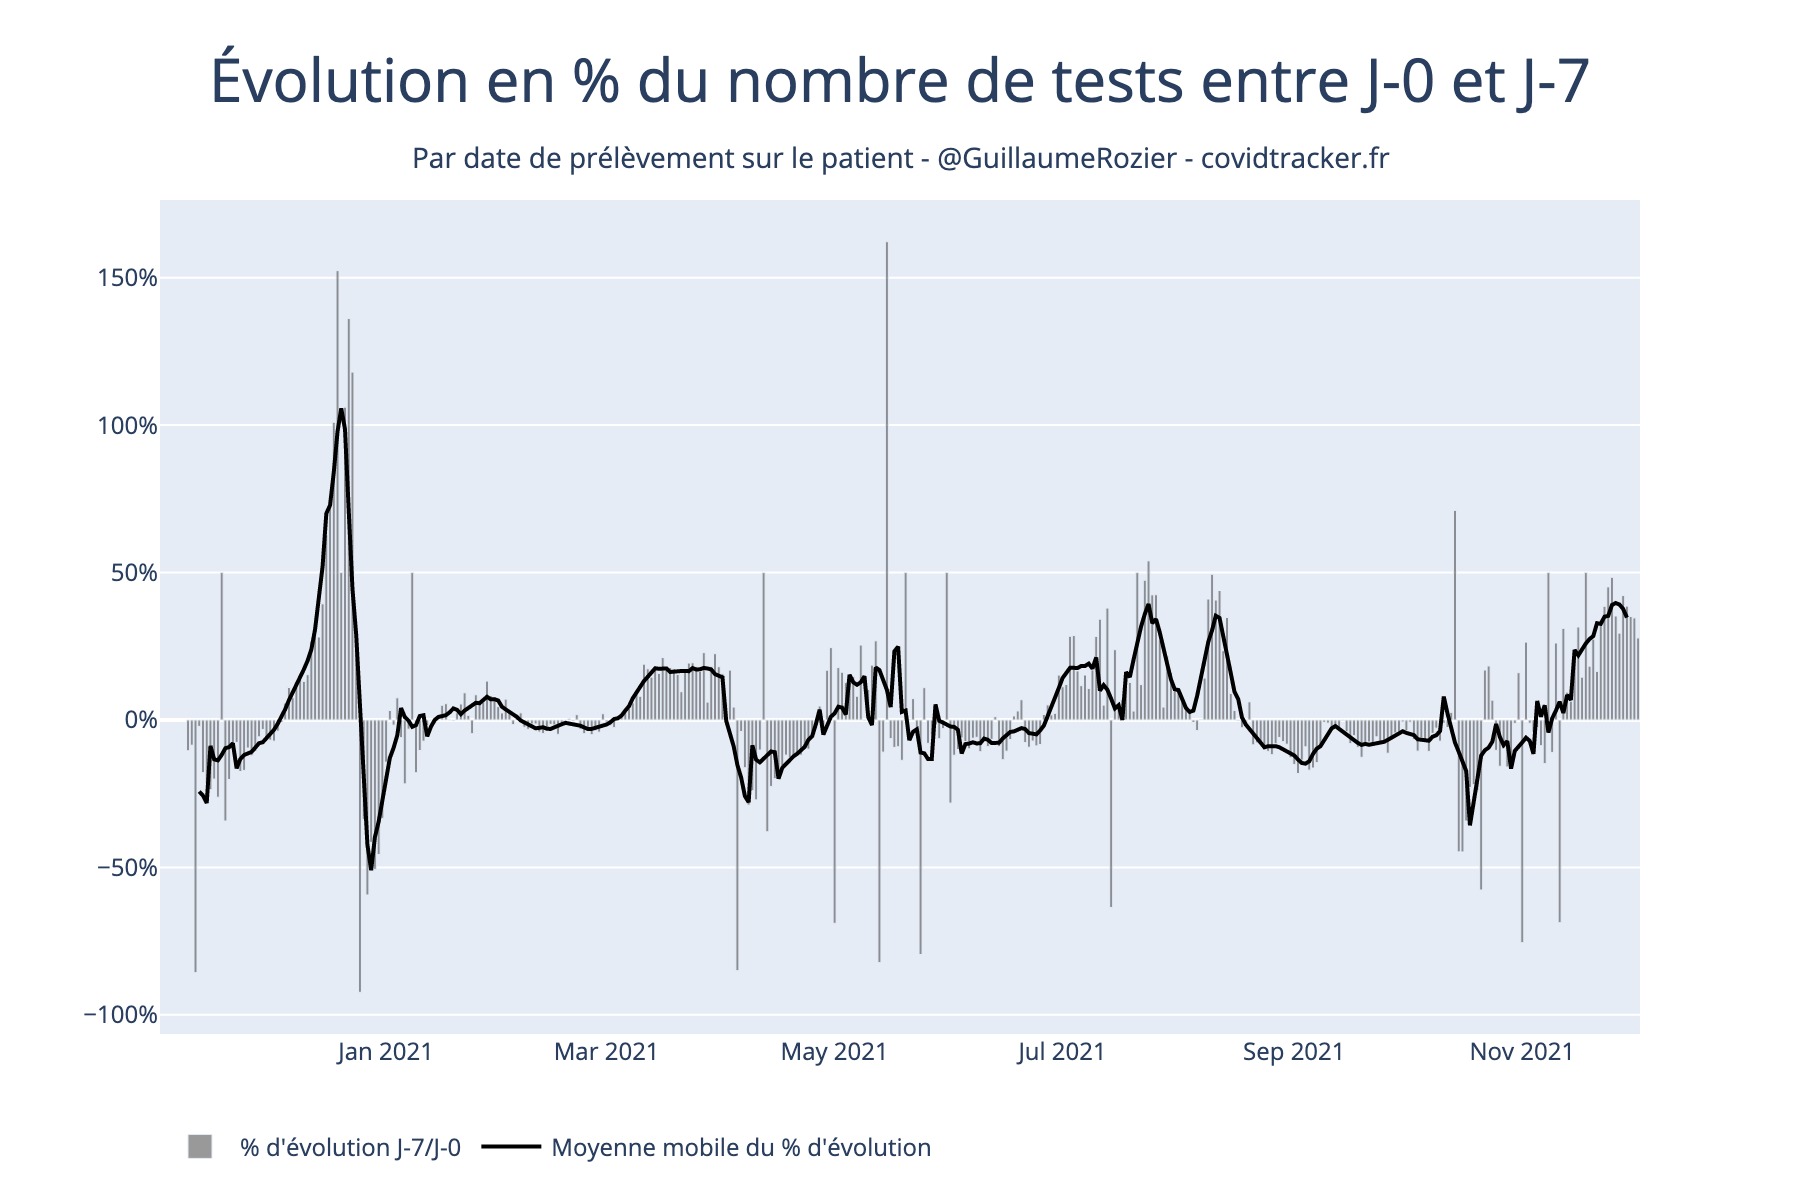 Évolution en % du nombre de tests entre J-0 et J-7
Par date de prélèvement sur le patient - @GuillaumeRozier - covidtracker.fr
150%
100%
50%
0%
−50%
−100%
Jan 2021
Mar 2021
May 2021
Jul 2021
Sep 2021
Nov 2021
% d'évolution J-7/J-0
Moyenne mobile du % d'évolution